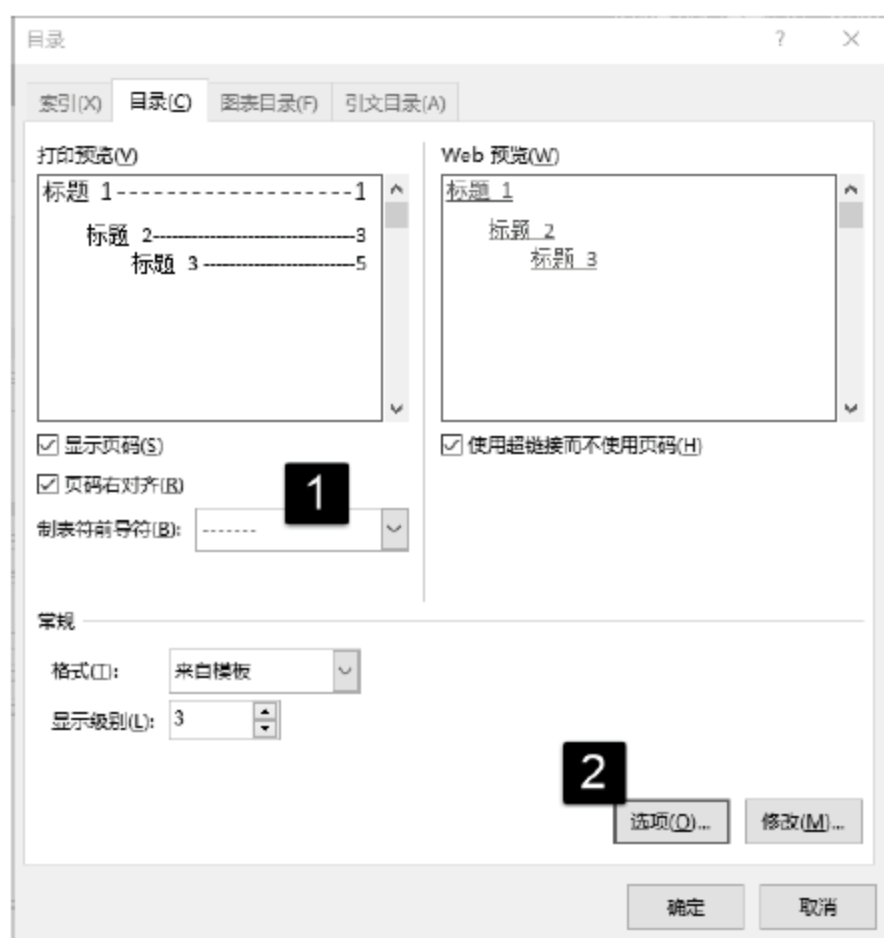 目录 ? ×
索引(X) 目录(C) 图表目录(F) 引文目录(A)
打印预览(V)
标题 1--------------------1
标题 2--------------------3
标题 3--------------------5
Web 预览(W)
标题 1
标题 2
标题 3
显示页码(S)
页码右对齐(R)
1
制表符前导符(B): -------
使用超链接而不使用页码(H)
常规
格式(T): 来自模板
显示级别(L): 3
2
选项(O)... 修改(M)...
确定 取消